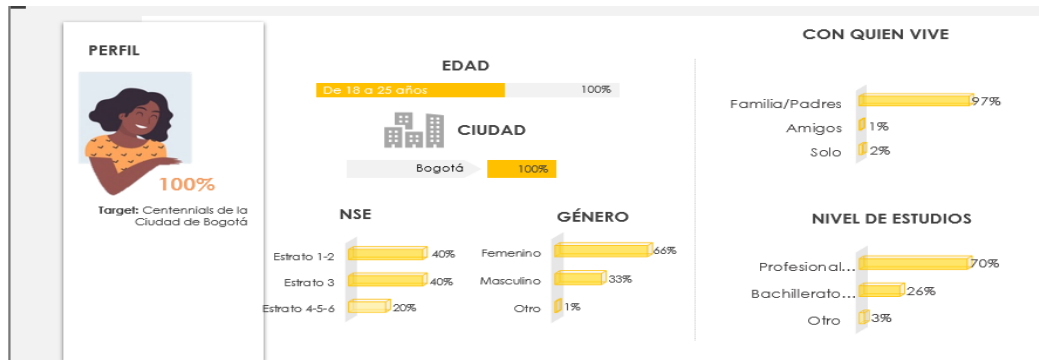 PERFIL
100%
Target: Centennials de la
Ciudad de Bogotá
EDAD
De 18 a 25 años
100%
CIUDAD
Bogotá
100%
NSE
Estrato 1-2
40%
Estrato 3
40%
Estrato 4-5-6
20%
GÉNERO
Femenino
66%
Masculino
33%
Otro
1%
CON QUIEN VIVE
Familia/Padres
97%
Amigos
1%
Solo
2%
NIVEL DE ESTUDIOS
Profesional...
70%
Bachillerato...
26%
Otro
3%